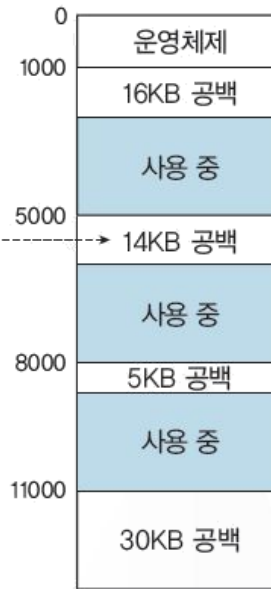 0
운영체제
1000
16KB 공백
사용 중
5000
14KB 공백
사용 중
8000
5KB 공백
사용 중
11000
30KB 공백